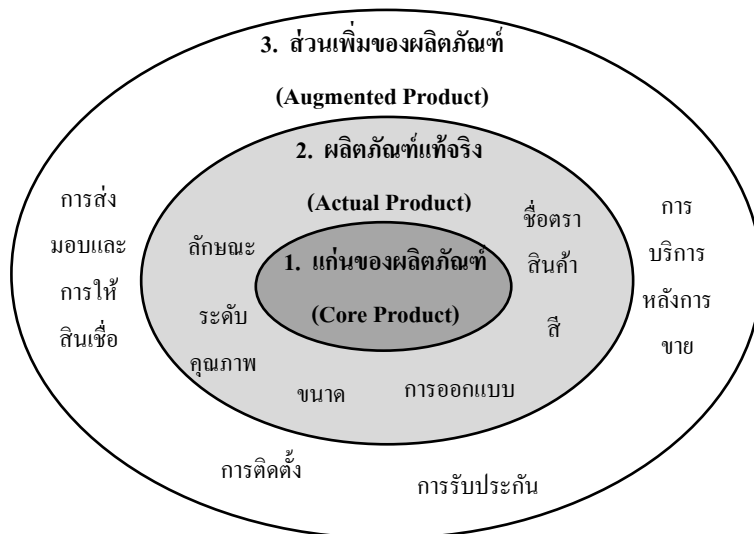 3. ส่วนเพิ่มของผลิตภัณฑ์
(Augmented Product)
2. ผลิตภัณฑ์แท้จริง
(Actual Product)
1. แก่นของผลิตภัณฑ์
(Core Product)
การส่ง
มอบและ
การให้
สินเชื่อ
ลักษณะ
ระดับ
คุณภาพ
ขนาด
การออกแบบ
ชื่อตรา
สินค้า
สี
การ
บริการ
หลังการ
ขาย
การติดตั้ง
การรับประกัน